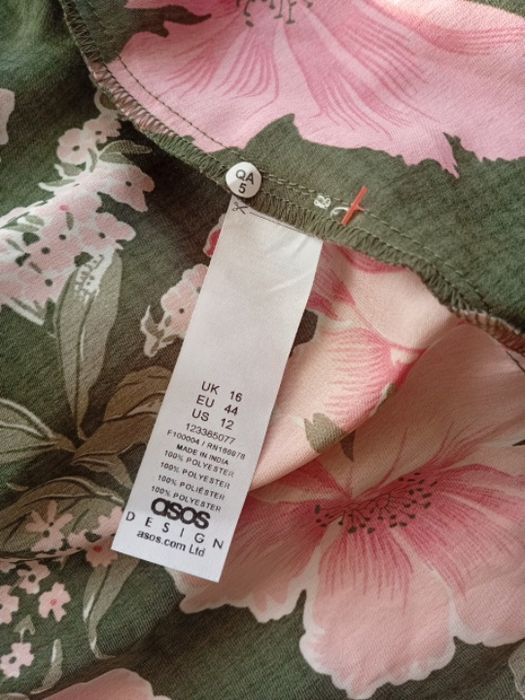 QA
5
UK 16
EU 44
US 12
123385077
F100004 / RN166878
MADE IN INDIA
100% POLYESTER
100% POLYESTER
100% POLIÉSTER
100% POLYESTER
asos
DESIGN
asos.com Ltd